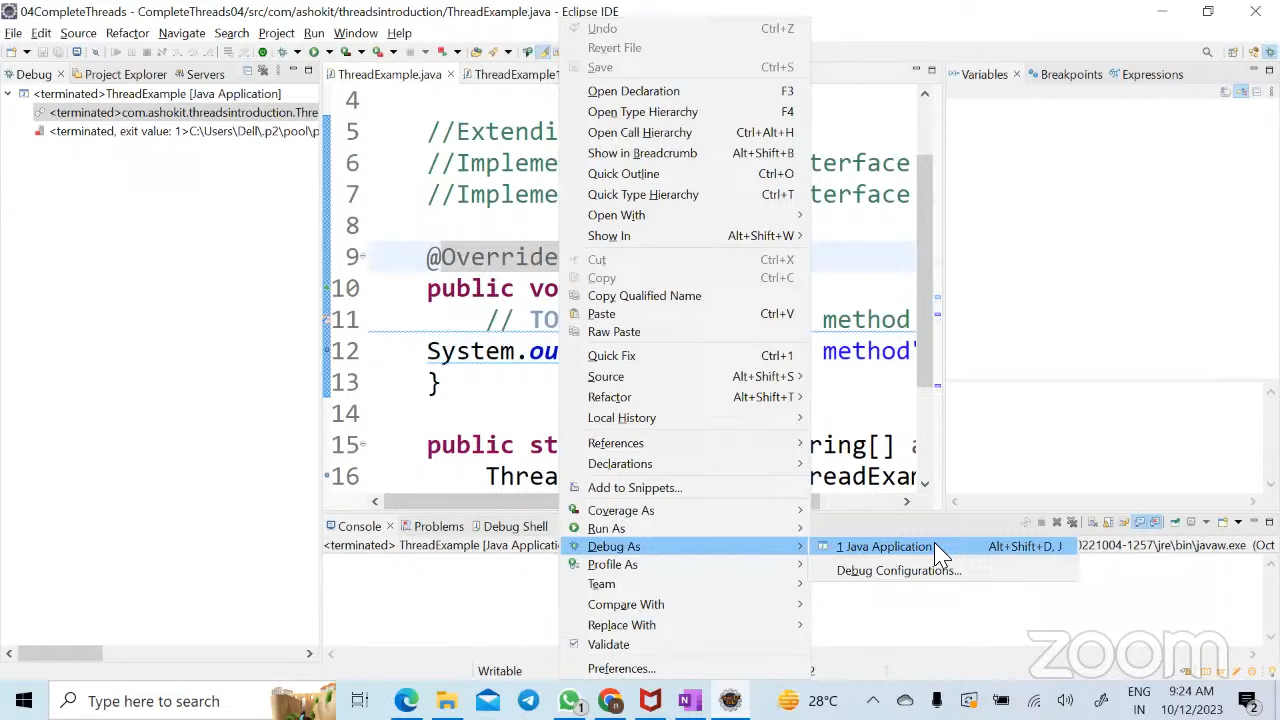 04CompleteThreads - CompleteThreads04/src/com/ashokit/threadsintroduction/ThreadExample.java - Eclipse IDE
File Edit Source Refactor Navigate Search Project Run Window Help
Debug Project Explorer Servers
<terminated>ThreadExample [Java Application]
<terminated>com.ashokit.threadsintroduction.Thre
<terminated, exit value: 1>C:\Users\Dell\.p2\pool\p
ThreadExample.java ThreadExample1
4
5 //Extendi
6 //Impleme terface
7 //Impleme terface
8
9 @Override
10 public vo
11 // TO method
12 System.ou method"
13 }
14
15 public st ring[] a
16 Threa readExar
Undo Ctrl+Z
Revert File
Save Ctrl+S
Open Declaration F3
Open Type Hierarchy F4
Open Call Hierarchy Ctrl+Alt+H
Show in Breadcrumb Alt+Shift+B
Quick Outline Ctrl+O
Quick Type Hierarchy Ctrl+T
Open With
Show In Alt+Shift+W
Cut Ctrl+X
Copy Ctrl+C
Copy Qualified Name
Paste Ctrl+V
Raw Paste
Quick Fix Ctrl+1
Source Alt+Shift+S
Refactor Alt+Shift+T
Local History
References
Declarations
Add to Snippets...
Coverage As
Run As
Debug As
Profile As
Team
Compare With
Replace With
Validate
Preferences...
1 Java Application Alt+Shift+D, J
Debug Configurations...
Variables Breakpoints Expressions
Console Problems Debug Shell
<terminated> ThreadExample [Java Applicatio 0221004-1257\jre\bin\javaw.exe (Oct
Writable
zoom
Type here to search
1
28°C
ENG
IN
9:24 AM
10/12/2023
2